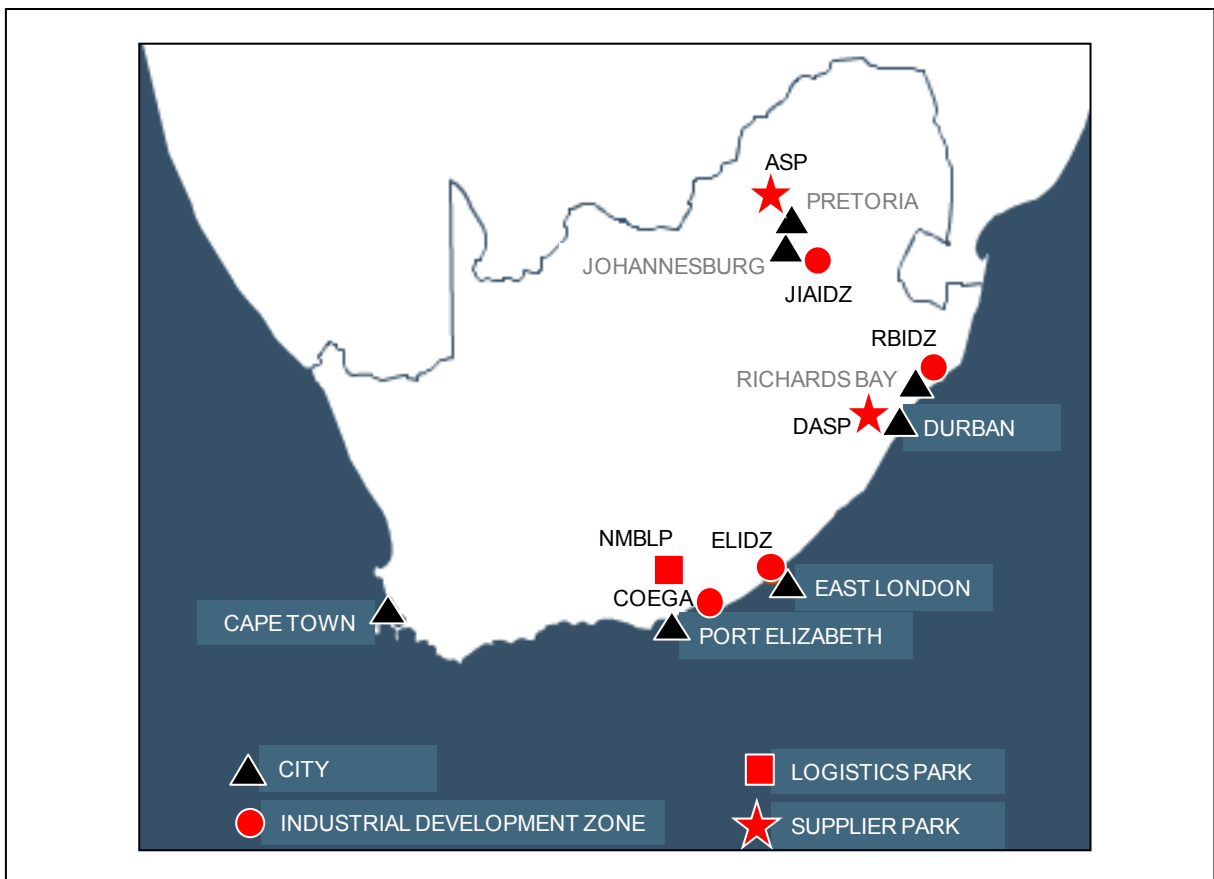 ASP
PRETORIA
JOHANNESBURG
JIAIDZ
RBIDZ
RICHARDS BAY
DASP
DURBAN
NMBLP
ELIDZ
COEGA
EAST LONDON
CAPE TOWN
PORT ELIZABETH
CITY
LOGISTICS PARK
INDUSTRIAL DEVELOPMENT ZONE
SUPPLIER PARK